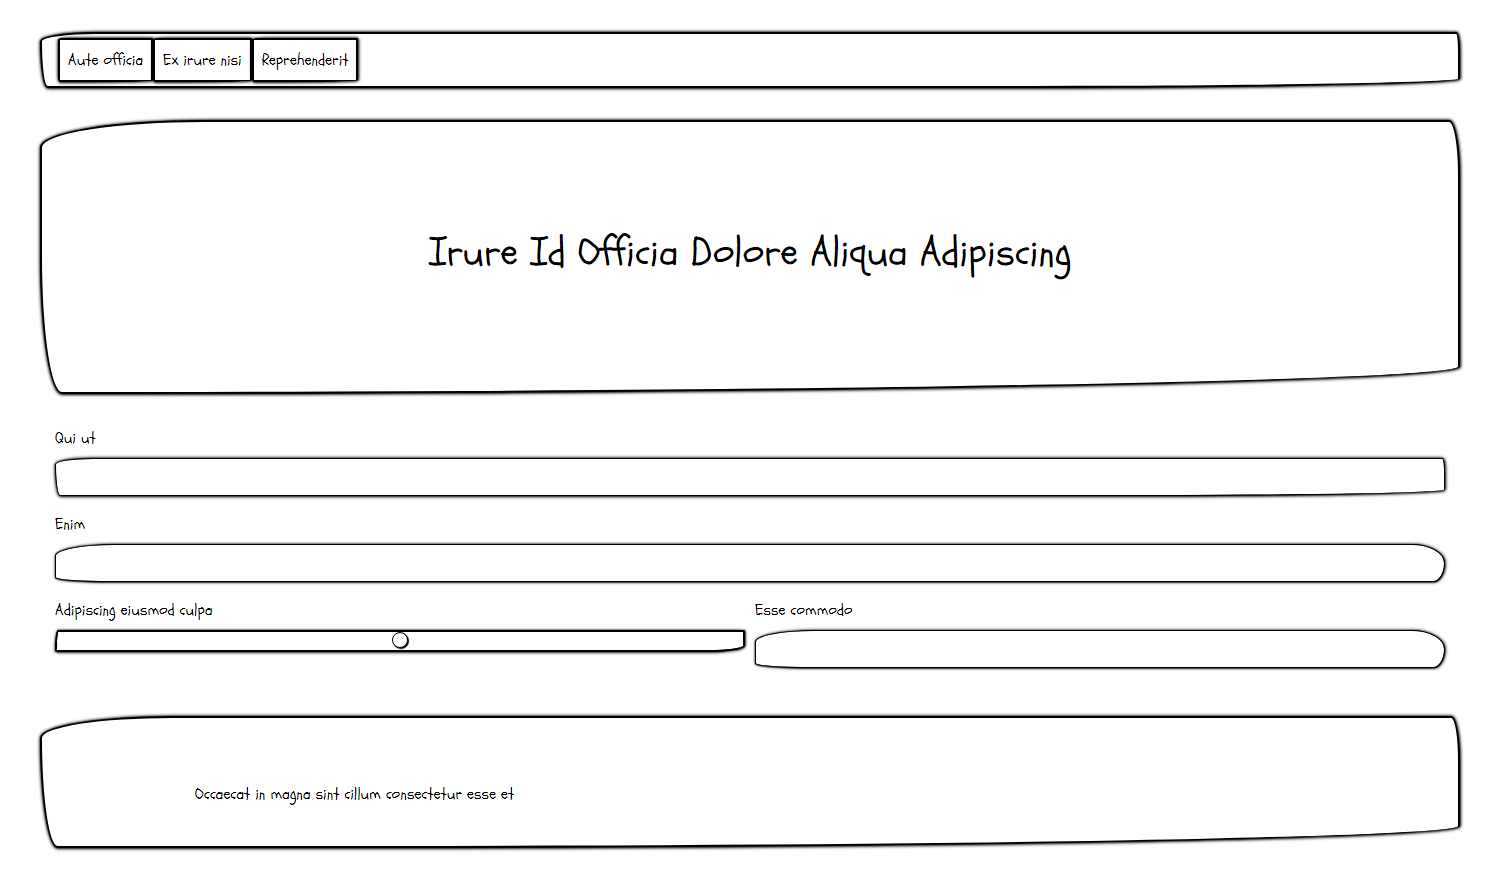 Aute officia Ex irure nisi Reprehenderit
Irure Id Officia Dolore Aliqua Adipiscing
Qui ut
Enim
Adipiscing eiusmod culpa
Esse commodo
Occaecat in magna sint cillum consectetur esse et